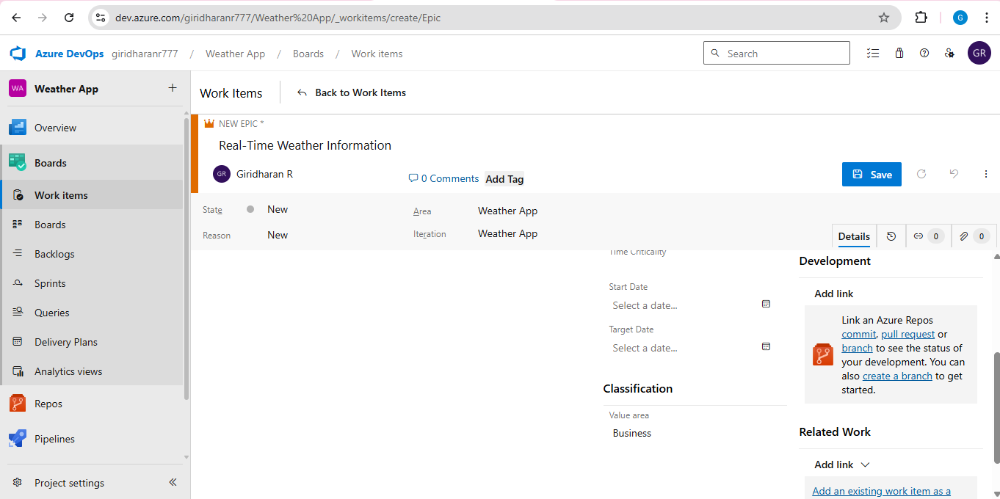 dev.azure.com/giridharanr777/Weather%20App/_workitems/create/Epic
G
Azure DevOps giridharanr777 / Weather App / Boards / Work items
Search
GR
WA Weather App
Overview
Boards
Work items
Boards
Backlogs
Sprints
Queries
Delivery Plans
Analytics views
Repos
Pipelines
Project settings
Work Items
Back to Work Items
NEW EPIC *
Real-Time Weather Information
GR Giridharan R
0 Comments
Add Tag
Save
State New
Area Weather App
Reason New
Iteration Weather App
Details
0
0
Time Criticality
Start Date
Select a date...
Target Date
Select a date...
Classification
Value area
Business
Development
Add link
Link an Azure Repos
commit, pull request or
branch to see the status of
your development. You can
also create a branch to get
started.
Related Work
Add link
Add an existing work item as a